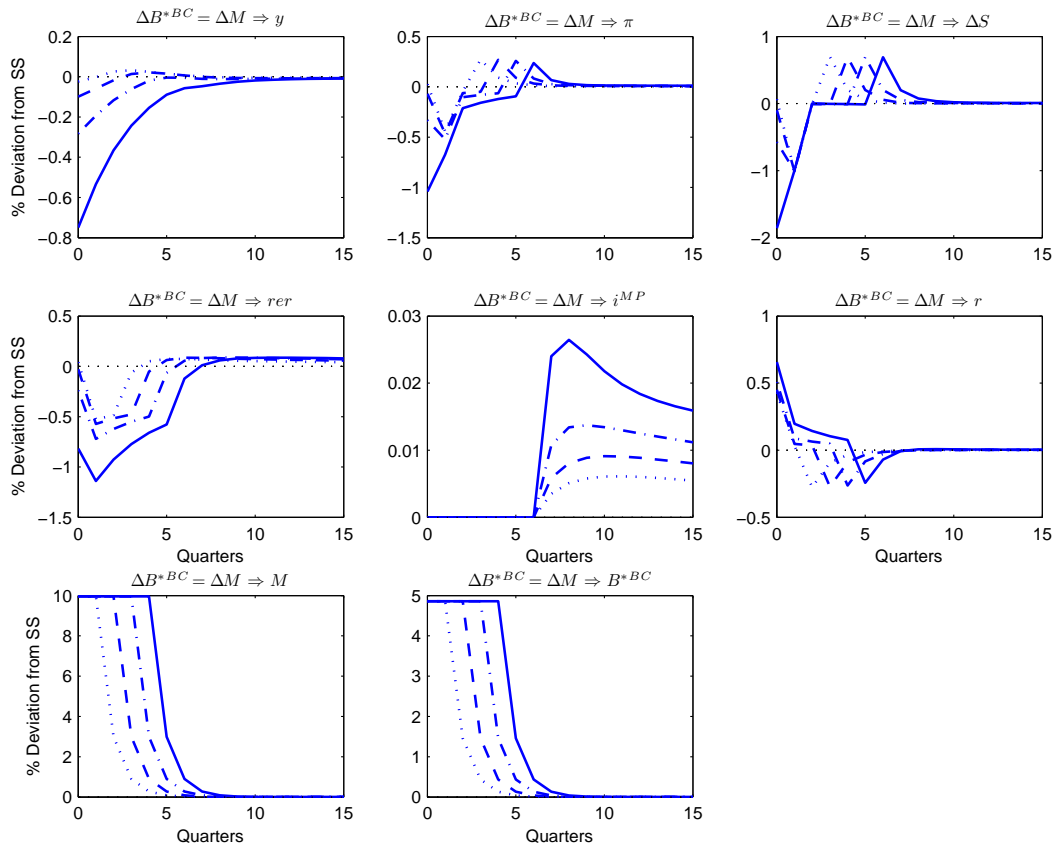 ΔB*BC = ΔM ⇒ y
ΔB*BC = ΔM ⇒ π
ΔB*BC = ΔM ⇒ ΔS
% Deviation from SS
0.2
0
−0.2
−0.4
−0.6
−0.8
0 5 10 15
0.5
0
−0.5
−1
−1.5
0 5 10 15
1
0
−1
−2
0 5 10 15
ΔB*BC = ΔM ⇒ rer
ΔB*BC = ΔM ⇒ iMP
ΔB*BC = ΔM ⇒ r
% Deviation from SS
0.5
0
−0.5
−1
−1.5
0 5 10 15
Quarters
0.03
0.02
0.01
0
0 5 10 15
Quarters
1
0.5
0
−0.5
0 5 10 15
Quarters
ΔB*BC = ΔM ⇒ M
ΔB*BC = ΔM ⇒ B*BC
% Deviation from SS
10
8
6
4
2
0
0 5 10 15
Quarters
5
4
3
2
1
0
0 5 10 15
Quarters